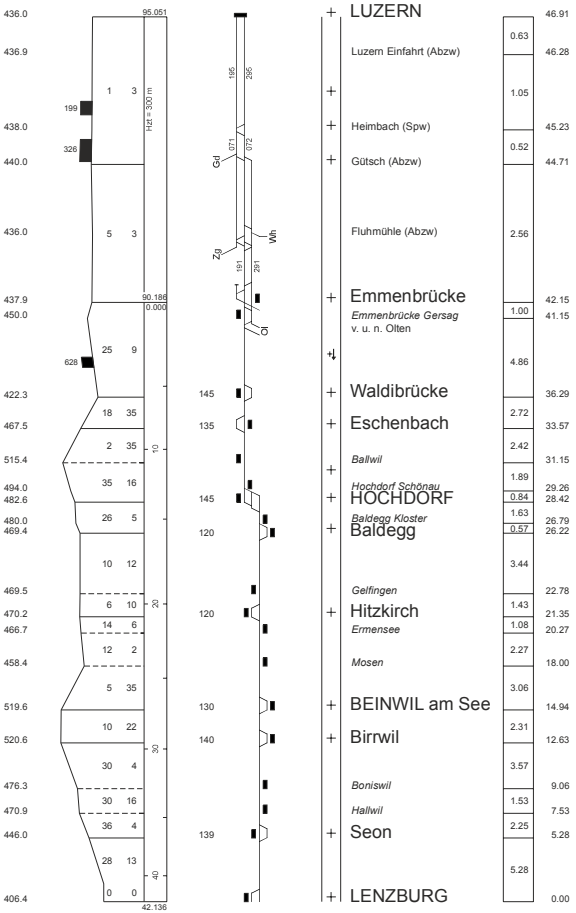 436.0 95.051 LUZERN 46.91
0.63
436.9 Luzern Einfahrt (Abzw) 46.28
195 295
1 3 1.05
199 Hzt = 300 m
438.0 Heimbach (Spw) 45.23
326 071 072 0.52
440.0 Gd Gütsch (Abzw) 44.71
436.0 5 3 Zg Wh Fluhmühle (Abzw) 2.56
191 291
437.9 90.186 Emmenbrücke 42.15
0.000 1.00
450.0 Emmenbrücke Gersag 41.15
Cl v. u. n. Olten
25 9
628 4.86
422.3 145 Waldibrücke 36.29
18 35 2.72
467.5 135 Eschenbach 33.57
2 35 10 2.42
515.4 Ballwil 31.15
35 16 1.89
494.0 Hochdorf Schönau 29.26
482.6 145 HOCHDORF 0.84 28.42
26 5 1.63
480.0 Baldegg Kloster 26.79
469.4 120 Baldegg 0.57 26.22
10 12 3.44
469.5 Gelfingen 22.78
6 10 20 1.43
470.2 120 Hitzkirch 21.35
14 6 1.08
466.7 Ermensee 20.27
12 2 2.27
458.4 Mosen 18.00
5 35 3.06
519.6 130 BEINWIL am See 14.94
10 22 2.31
520.6 140 Birrwil 12.63
30
30 4 3.57
476.3 Boniswil 9.06
30 16 1.53
470.9 Hallwil 7.53
36 4 2.25
446.0 139 Seon 5.28
28 13 5.28
40
0 0
406.4 LENZBURG 0.00
42.136